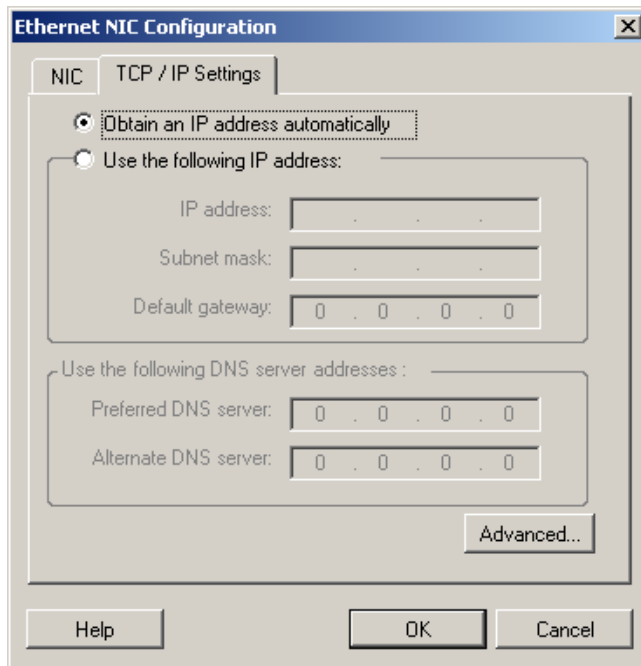 Ethernet NIC Configuration
NIC
TCP / IP Settings
Obtain an IP address automatically
Use the following IP address:
IP address: . . .
Subnet mask: . . .
Default gateway: 0 . 0 . 0 . 0
Use the following DNS server addresses :
Preferred DNS server: 0 . 0 . 0 . 0
Alternate DNS server: 0 . 0 . 0 . 0
Advanced...
Help
OK
Cancel